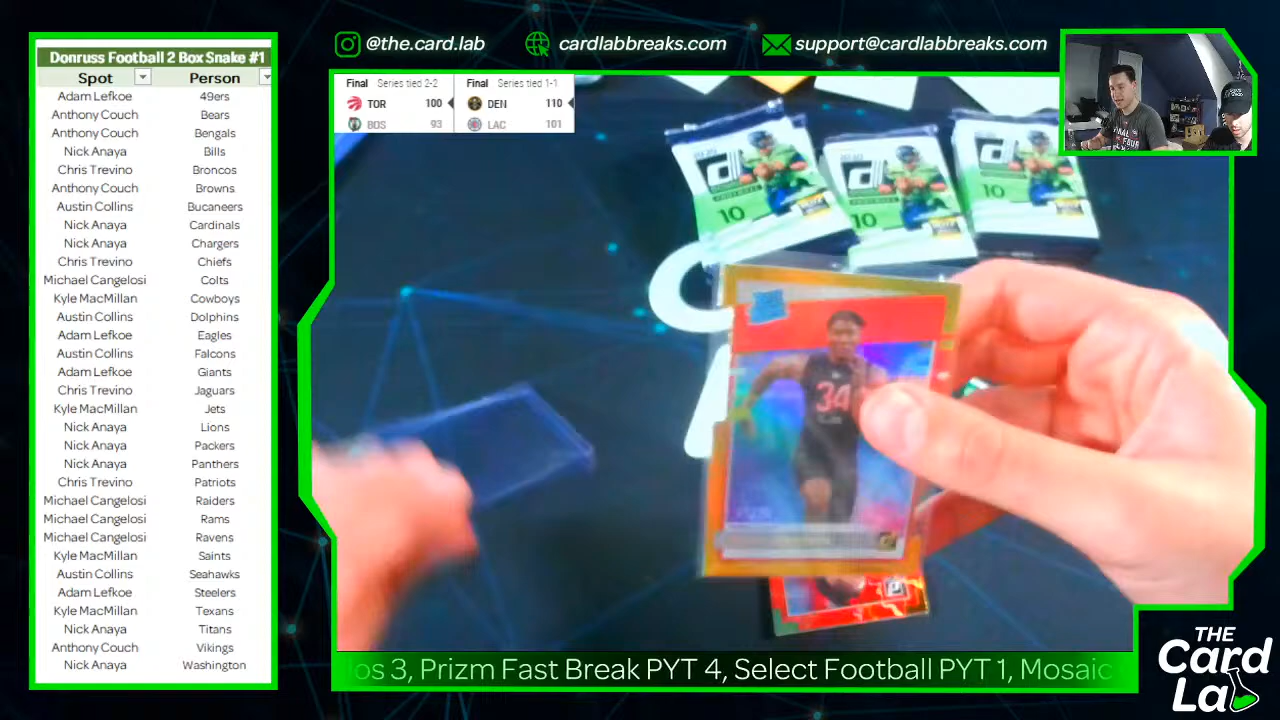 Donruss Football 2 Box Snake #1
Spot Person
Adam Lefkoe 49ers
Anthony Couch Bears
Anthony Couch Bengals
Nick Anaya Bills
Chris Trevino Broncos
Anthony Couch Browns
Austin Collins Bucaneers
Nick Anaya Cardinals
Nick Anaya Chargers
Chris Trevino Chiefs
Michael Cangelosi Colts
Kyle MacMillan Cowboys
Austin Collins Dolphins
Adam Lefkoe Eagles
Austin Collins Falcons
Adam Lefkoe Giants
Chris Trevino Jaguars
Kyle MacMillan Jets
Nick Anaya Lions
Nick Anaya Packers
Nick Anaya Panthers
Chris Trevino Patriots
Michael Cangelosi Raiders
Michael Cangelosi Rams
Michael Cangelosi Ravens
Kyle MacMillan Saints
Austin Collins Seahawks
Adam Lefkoe Steelers
Kyle MacMillan Texans
Nick Anaya Titans
Anthony Couch Vikings
Nick Anaya Washington
@the.card.lab cardlabbreaks.com support@cardlabbreaks.com
Final Series tied 2-2
TOR 100
BOS 93
Final Series tied 1-1
DEN 110
LAC 101
10
10
10
34
os 3, Prizm Fast Break PYT 4, Select Football PYT 1, Mosaic
THE
Card
Lab